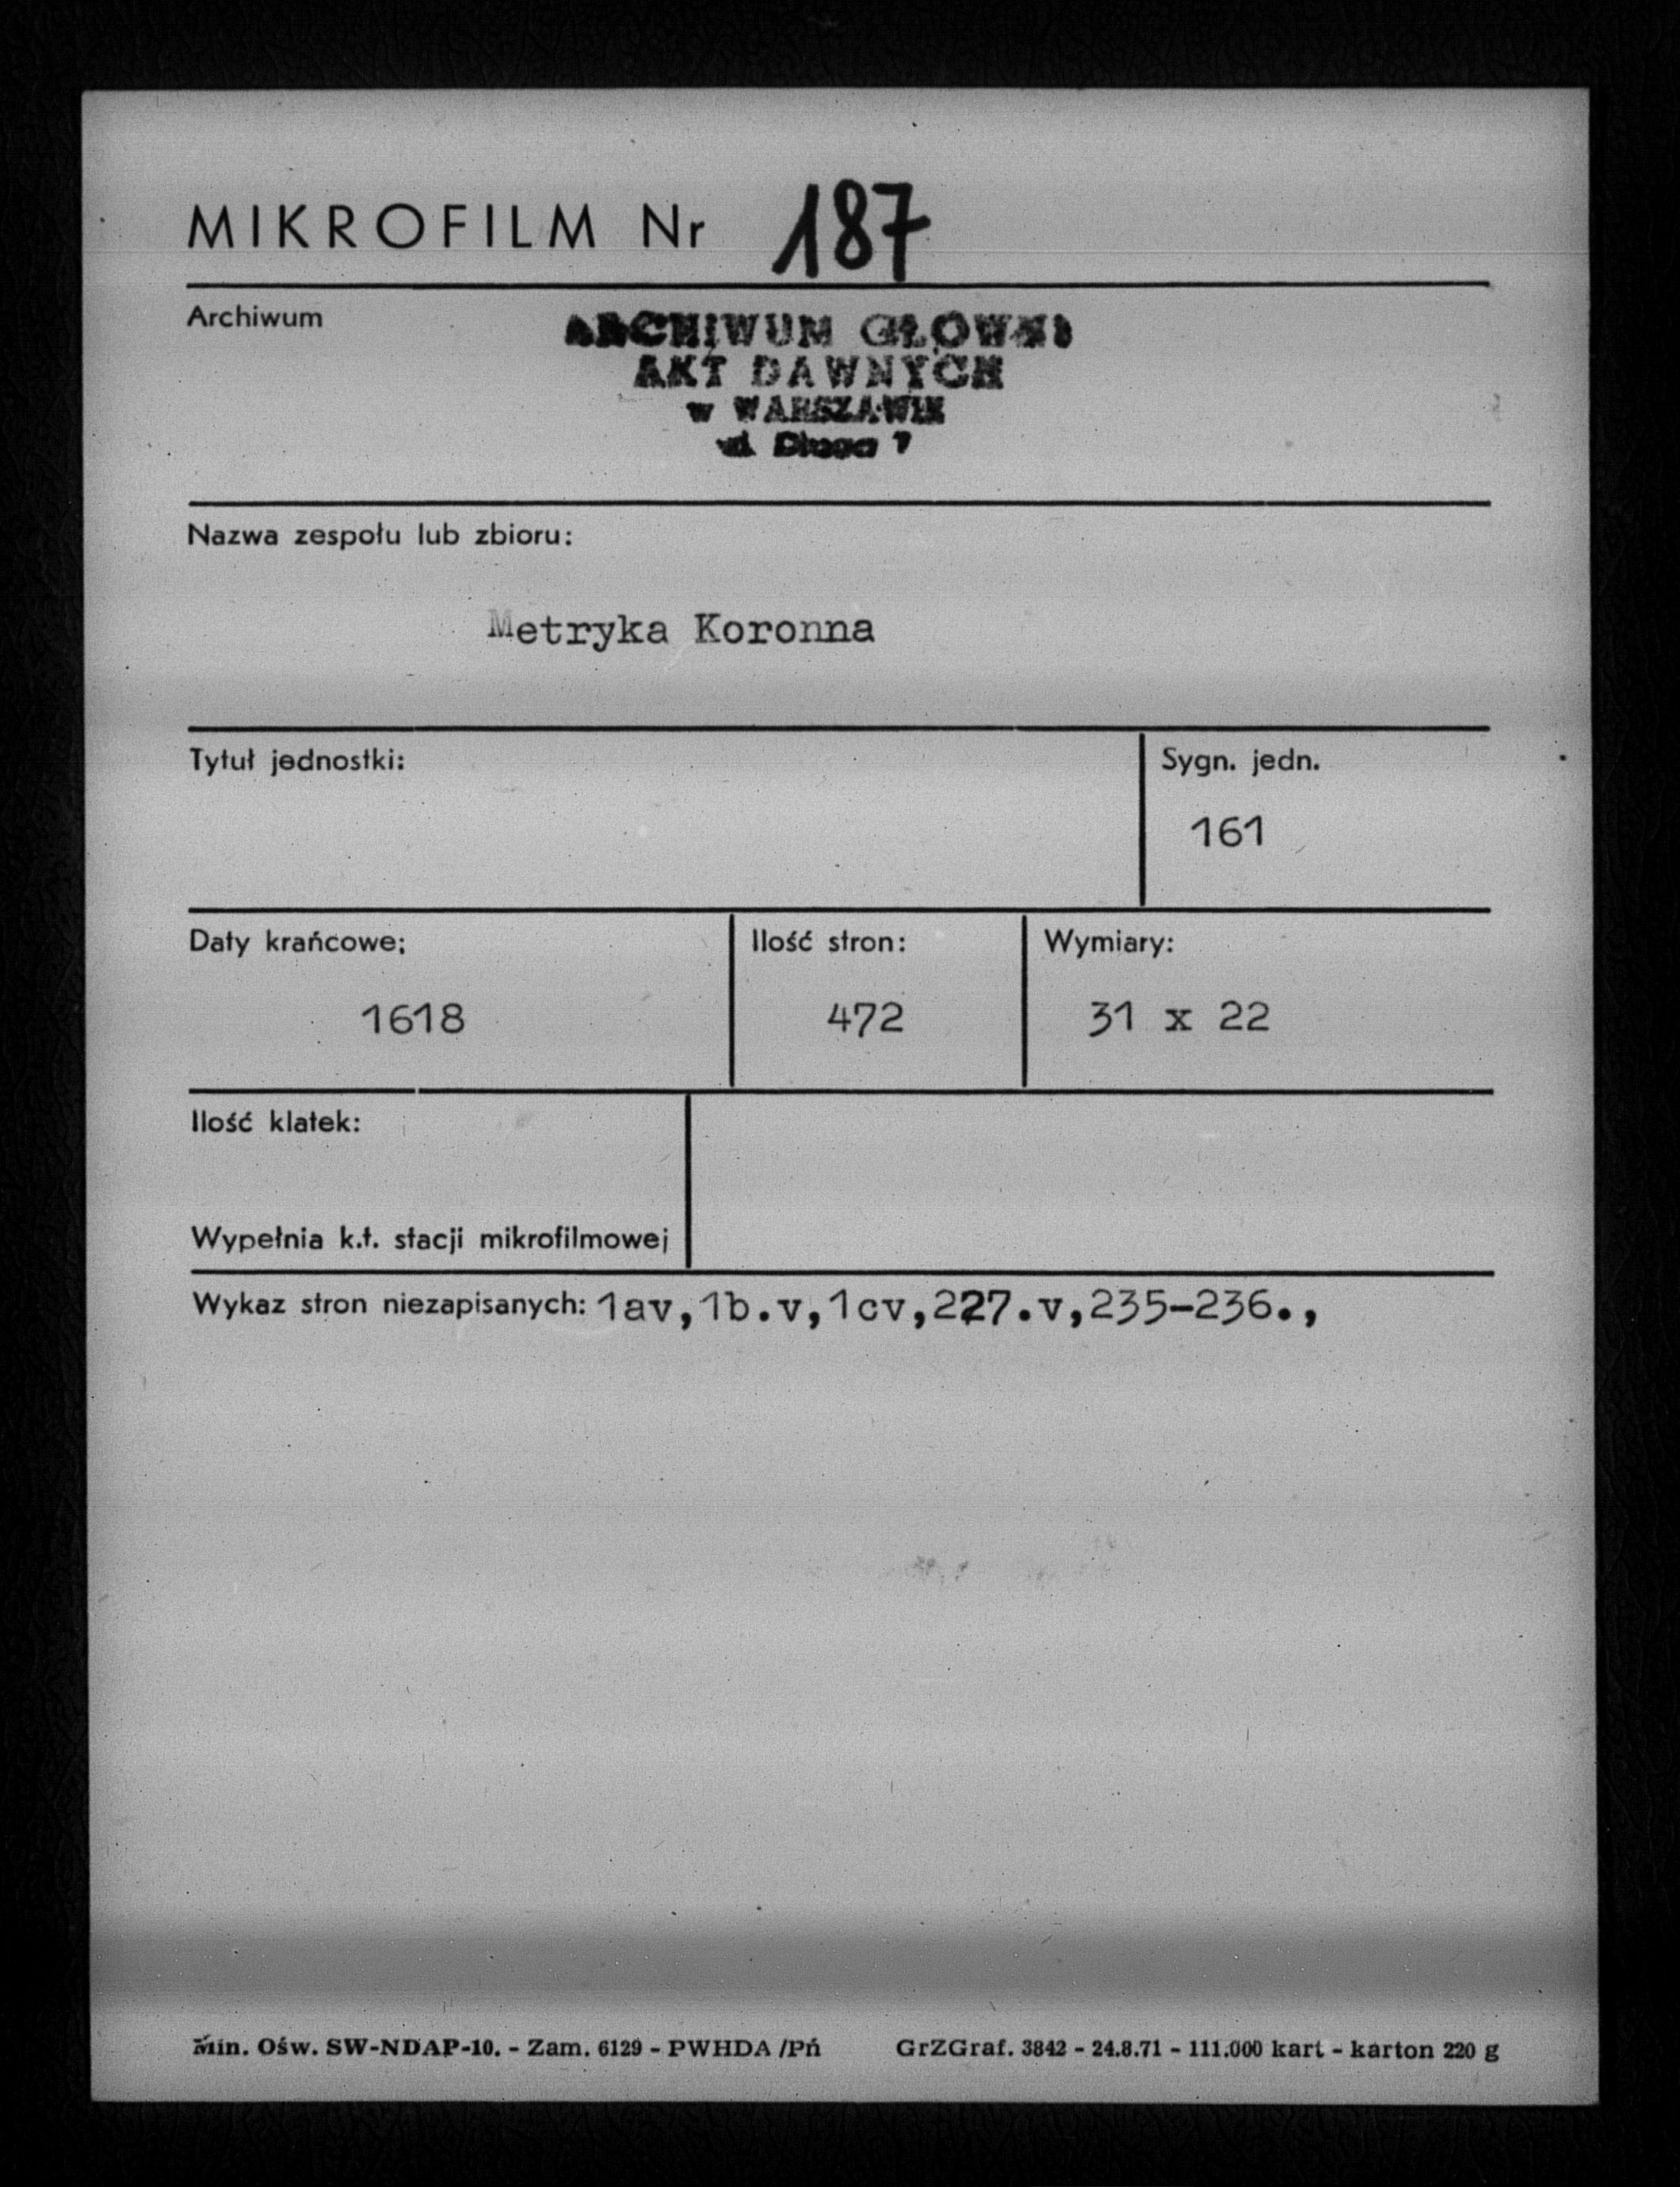 MIKROFILM Nr 187
Archiwum
ARCHIWUM GŁÓWNE
AKT DAWNYCH
w WARSZAWIE
ul. Długa 7
Nazwa zespołu lub zbioru:
Metryka Koronna
Tytuł jednostki:
Sygn. jedn.
161
Daty krańcowe;
1618
Ilość stron:
472
Wymiary:
31 x 22
Ilość klatek:
Wypełnia k.t. stacji mikrofilmowej
Wykaz stron niezapisanych: 1av,1b.v,1cv,227.v,235-236.,
Min. Ośw. SW-NDAP-10. - Zam. 6129 - PWHDA /Pń GrZGraf. 3842 - 24.8.71 - 111.000 kart - karton 220 g